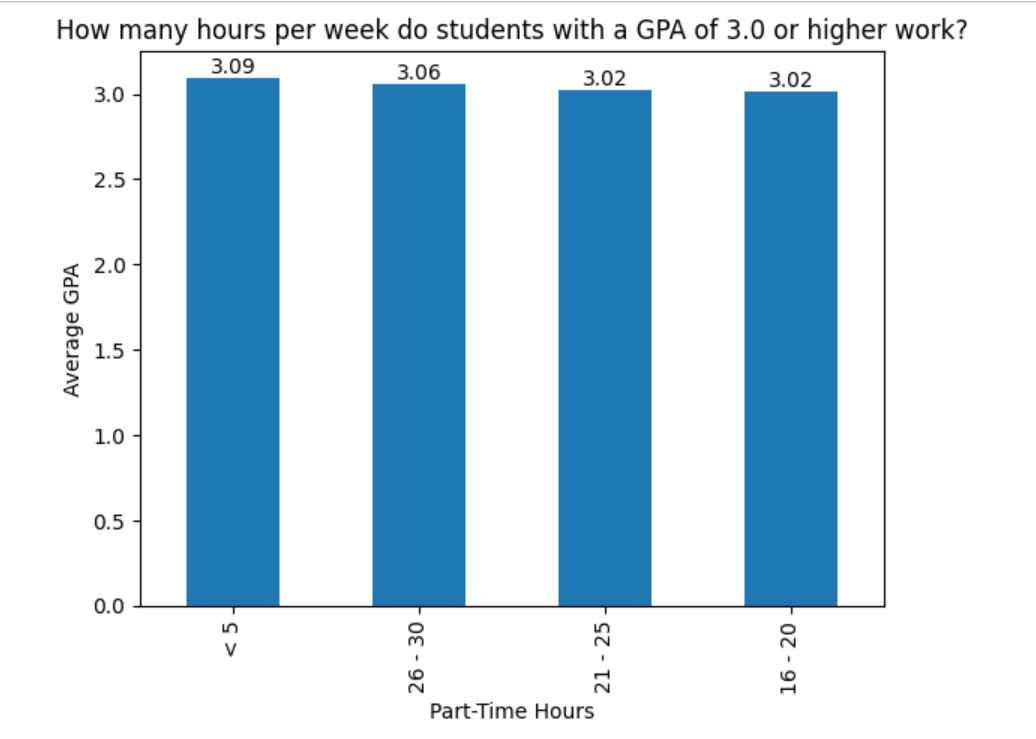 How many hours per week do students with a GPA of 3.0 or higher work?
3.09
3.06
3.02
3.02
3.0
2.5
2.0
1.5
1.0
0.5
0.0
Average GPA
< 5
26 - 30
21 - 25
16 - 20
Part-Time Hours